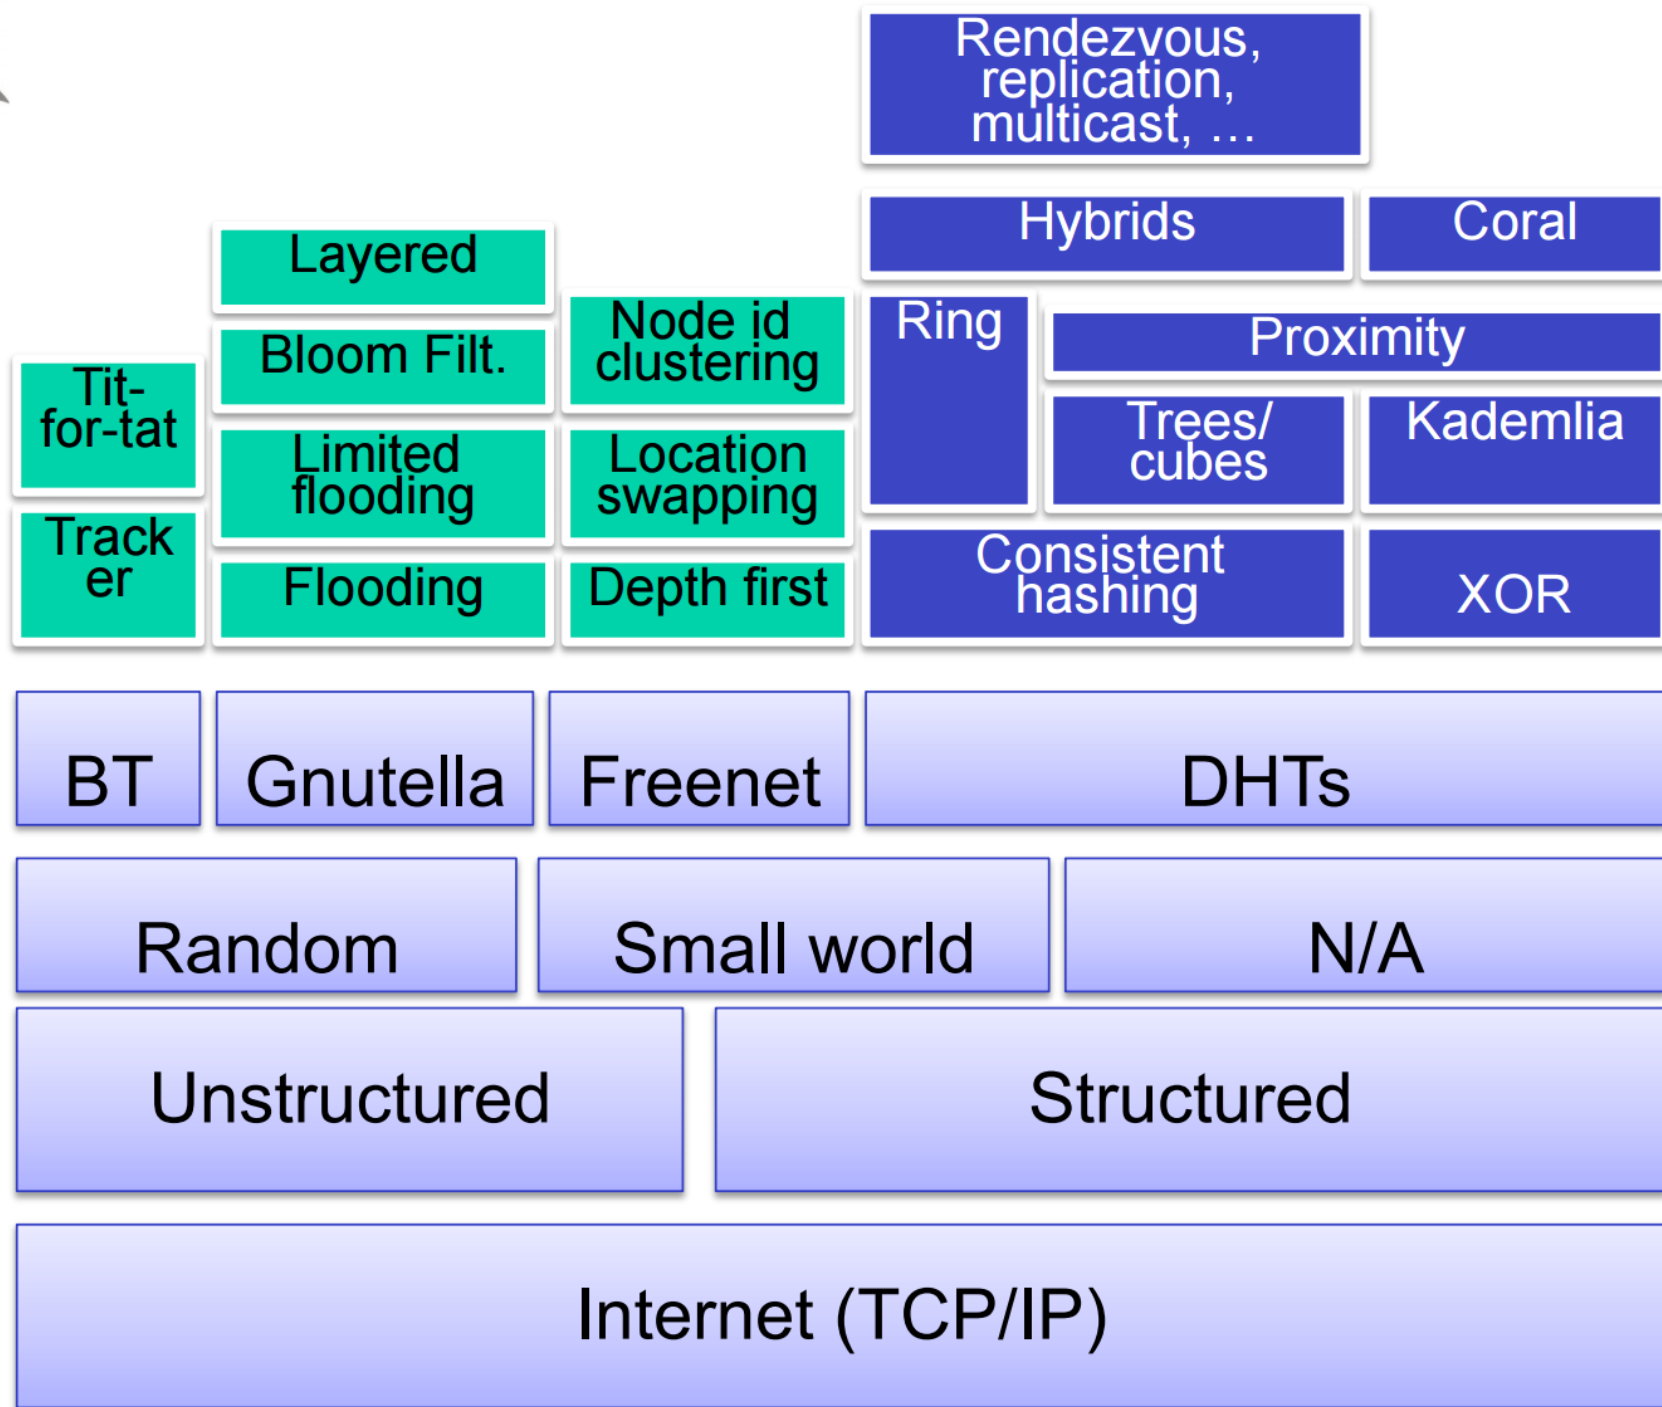 Rendezvous,
replication,
multicast, …
Hybrids
Coral
Layered
Node id
clustering
Ring
Proximity
Bloom Filt.
Tit-
for-tat
Trees/
cubes
Kademlia
Limited
flooding
Location
swapping
Track
er
Flooding
Depth first
Consistent
hashing
XOR
BT
Gnutella
Freenet
DHTs
Random
Small world
N/A
Unstructured
Structured
Internet (TCP/IP)